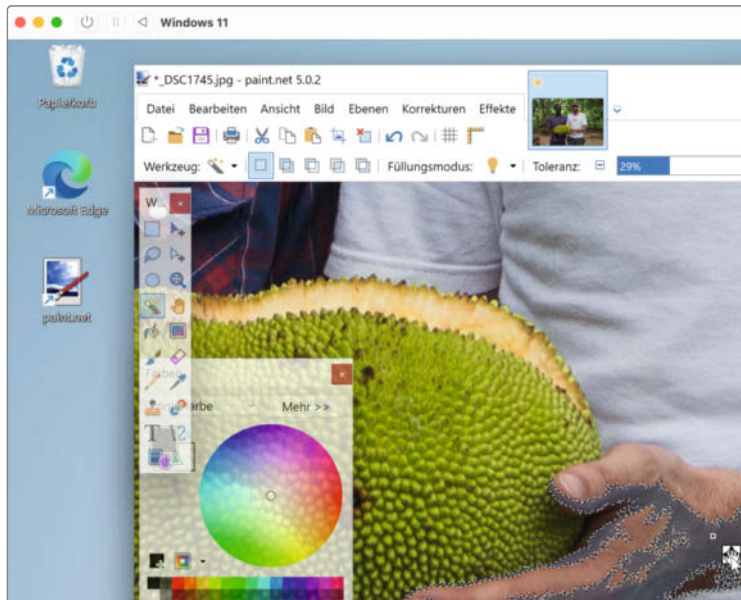 Windows 11
Papierkorb
*_DSC1745.jpg - paint.net 5.0.2
Datei Bearbeiten Ansicht Bild Ebenen Korrekturen Effekte
Werkzeug: Füllungsmodus: Toleranz: 29%
W...
Microsoft Edge
paint.net
Farben
Mehr >>